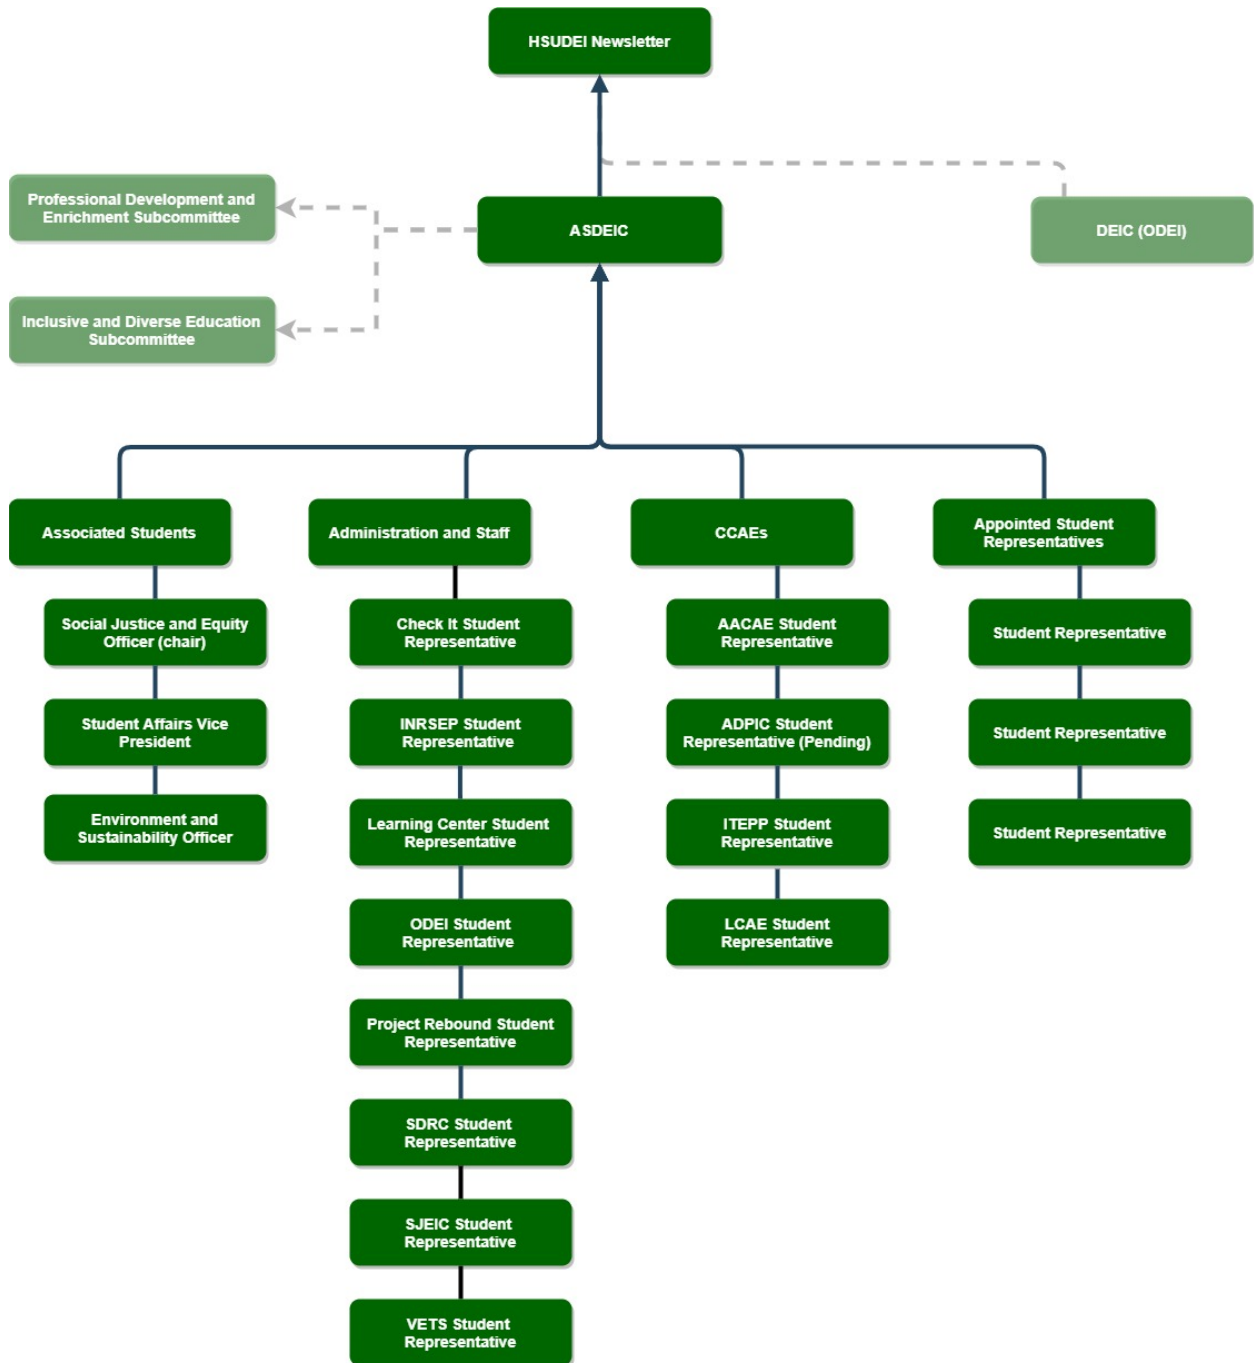 HSUDEI Newsletter
Professional Development and
Enrichment Subcommittee
ASDEIC
DEIC (ODEI)
Inclusive and Diverse Education
Subcommittee
Associated Students
Social Justice and Equity
Officer (chair)
Student Affairs Vice
President
Environment and
Sustainability Officer
Administration and Staff
Check It Student
Representative
INRSEP Student
Representative
Learning Center Student
Representative
ODEI Student
Representative
Project Rebound Student
Representative
SDRC Student
Representative
SJEIC Student
Representative
VETS Student
Representative
CCAEs
AACAE Student
Representative
ADPIC Student
Representative (Pending)
ITEPP Student
Representative
LCAE Student
Representative
Appointed Student
Representatives
Student Representative
Student Representative
Student Representative